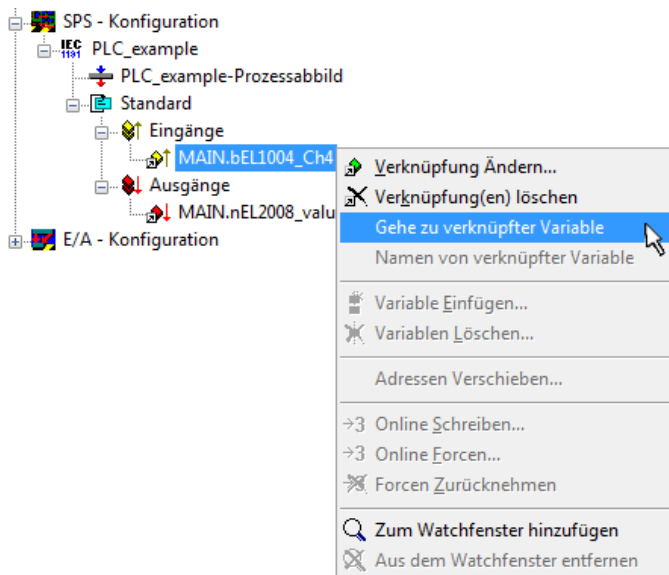 SPS - Konfiguration
IEC
1131
PLC_example
PLC_example-Prozessabbild
Standard
Eingänge
MAIN.bEL1004_Ch4
Ausgänge
MAIN.nEL2008_valu
E/A - Konfiguration
Verknüpfung Ändern...
Verknüpfung(en) löschen
Gehe zu verknüpfter Variable
Namen von verknüpfter Variable
Variable Einfügen...
Variablen Löschen...
Adressen Verschieben...
→3 Online Schreiben...
→3 Online Forcen...
Forcen Zurücknehmen
Zum Watchfenster hinzufügen
Aus dem Watchfenster entfernen